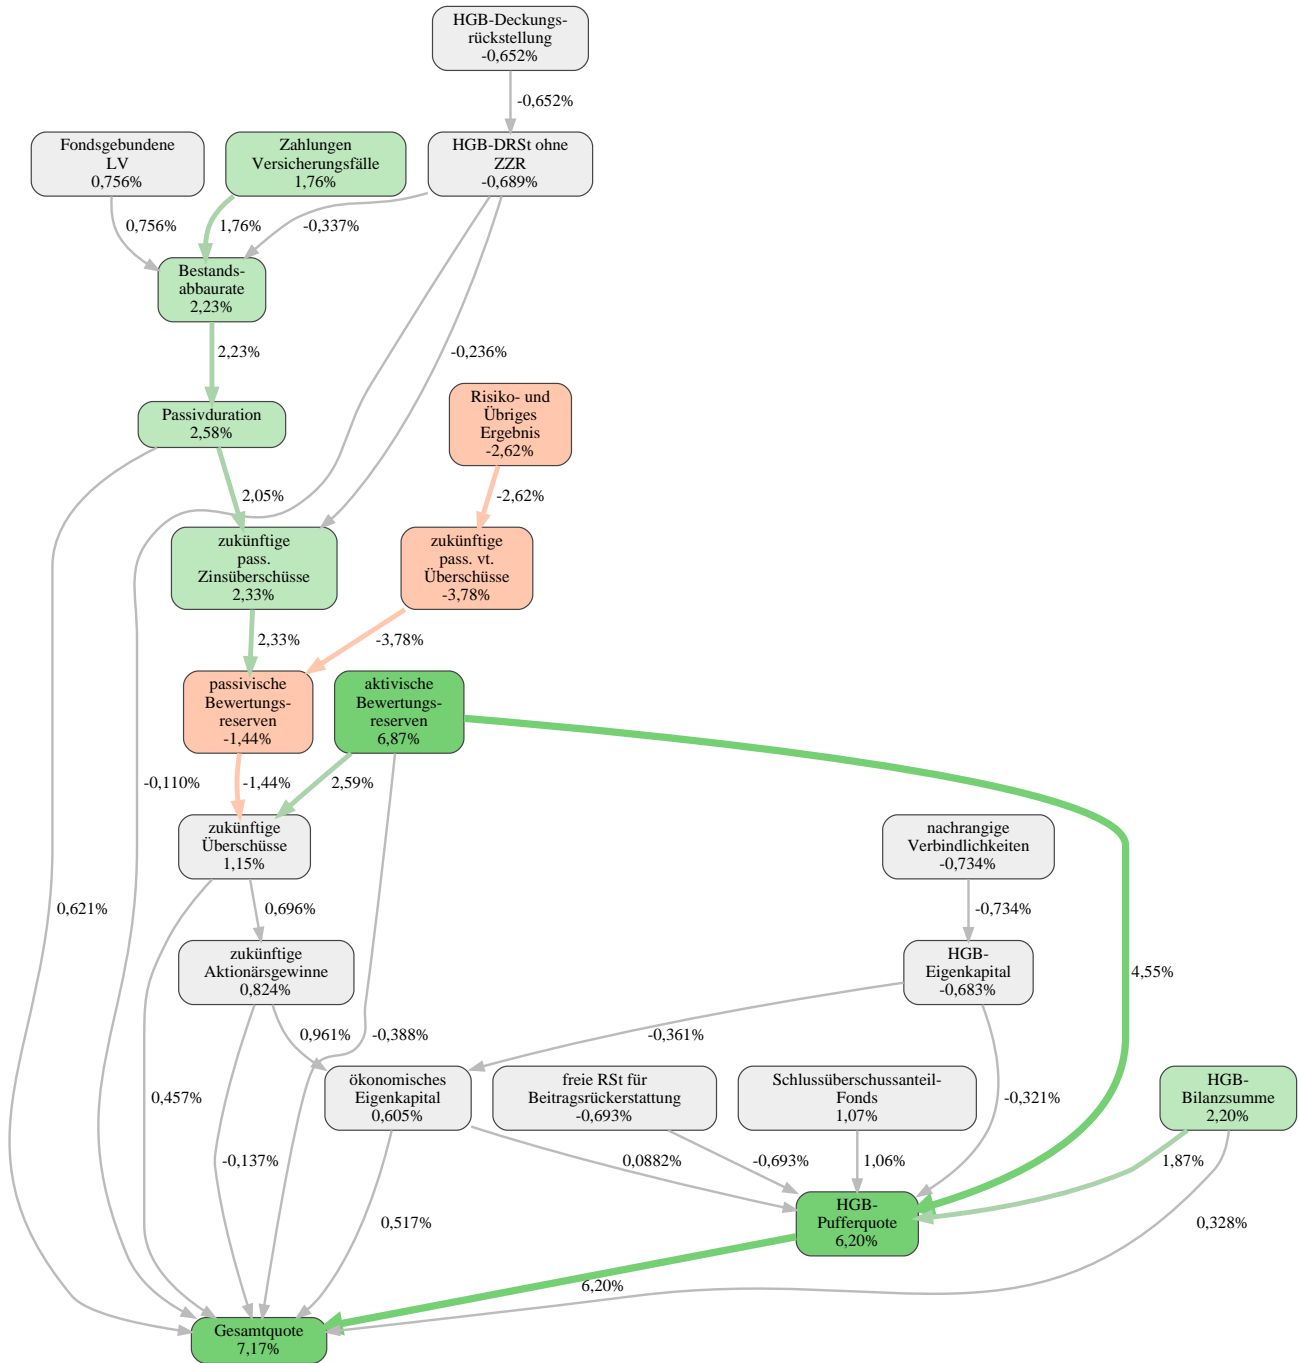 HGB-Deckungs-
rückstellung
-0,652%
-0,652%
Fondsgebundene
LV
0,756%
Zahlungen
Versicherungsfälle
1,76%
HGB-DRSt ohne
ZZR
-0,689%
0,756%
1,76%
-0,337%
Bestands-
abbaurate
2,23%
2,23%
-0,236%
Passivduration
2,58%
Risiko- und
Übriges
Ergebnis
-2,62%
2,05%
-2,62%
zukünftige
pass.
Zinsüberschüsse
2,33%
zukünftige
pass. vt.
Überschüsse
-3,78%
2,33%
-3,78%
passivische
Bewertungs-
reserven
-1,44%
aktivische
Bewertungs-
reserven
6,87%
-0,110%
-1,44%
2,59%
zukünftige
Überschüsse
1,15%
nachrangige
Verbindlichkeiten
-0,734%
0,621%
0,696%
-0,734%
zukünftige
Aktionärsgewinne
0,824%
HGB-
Eigenkapital
-0,683%
4,55%
0,961%
-0,388%
-0,361%
ökonomisches
Eigenkapital
0,605%
freie RSt für
Beitragsrückerstattung
-0,693%
Schlussüberschussanteil-
Fonds
1,07%
HGB-
Bilanzsumme
2,20%
0,457%
-0,321%
-0,137%
0,0882%
-0,693%
1,06%
1,87%
HGB-
Pufferquote
6,20%
0,517%
0,328%
6,20%
Gesamtquote
7,17%